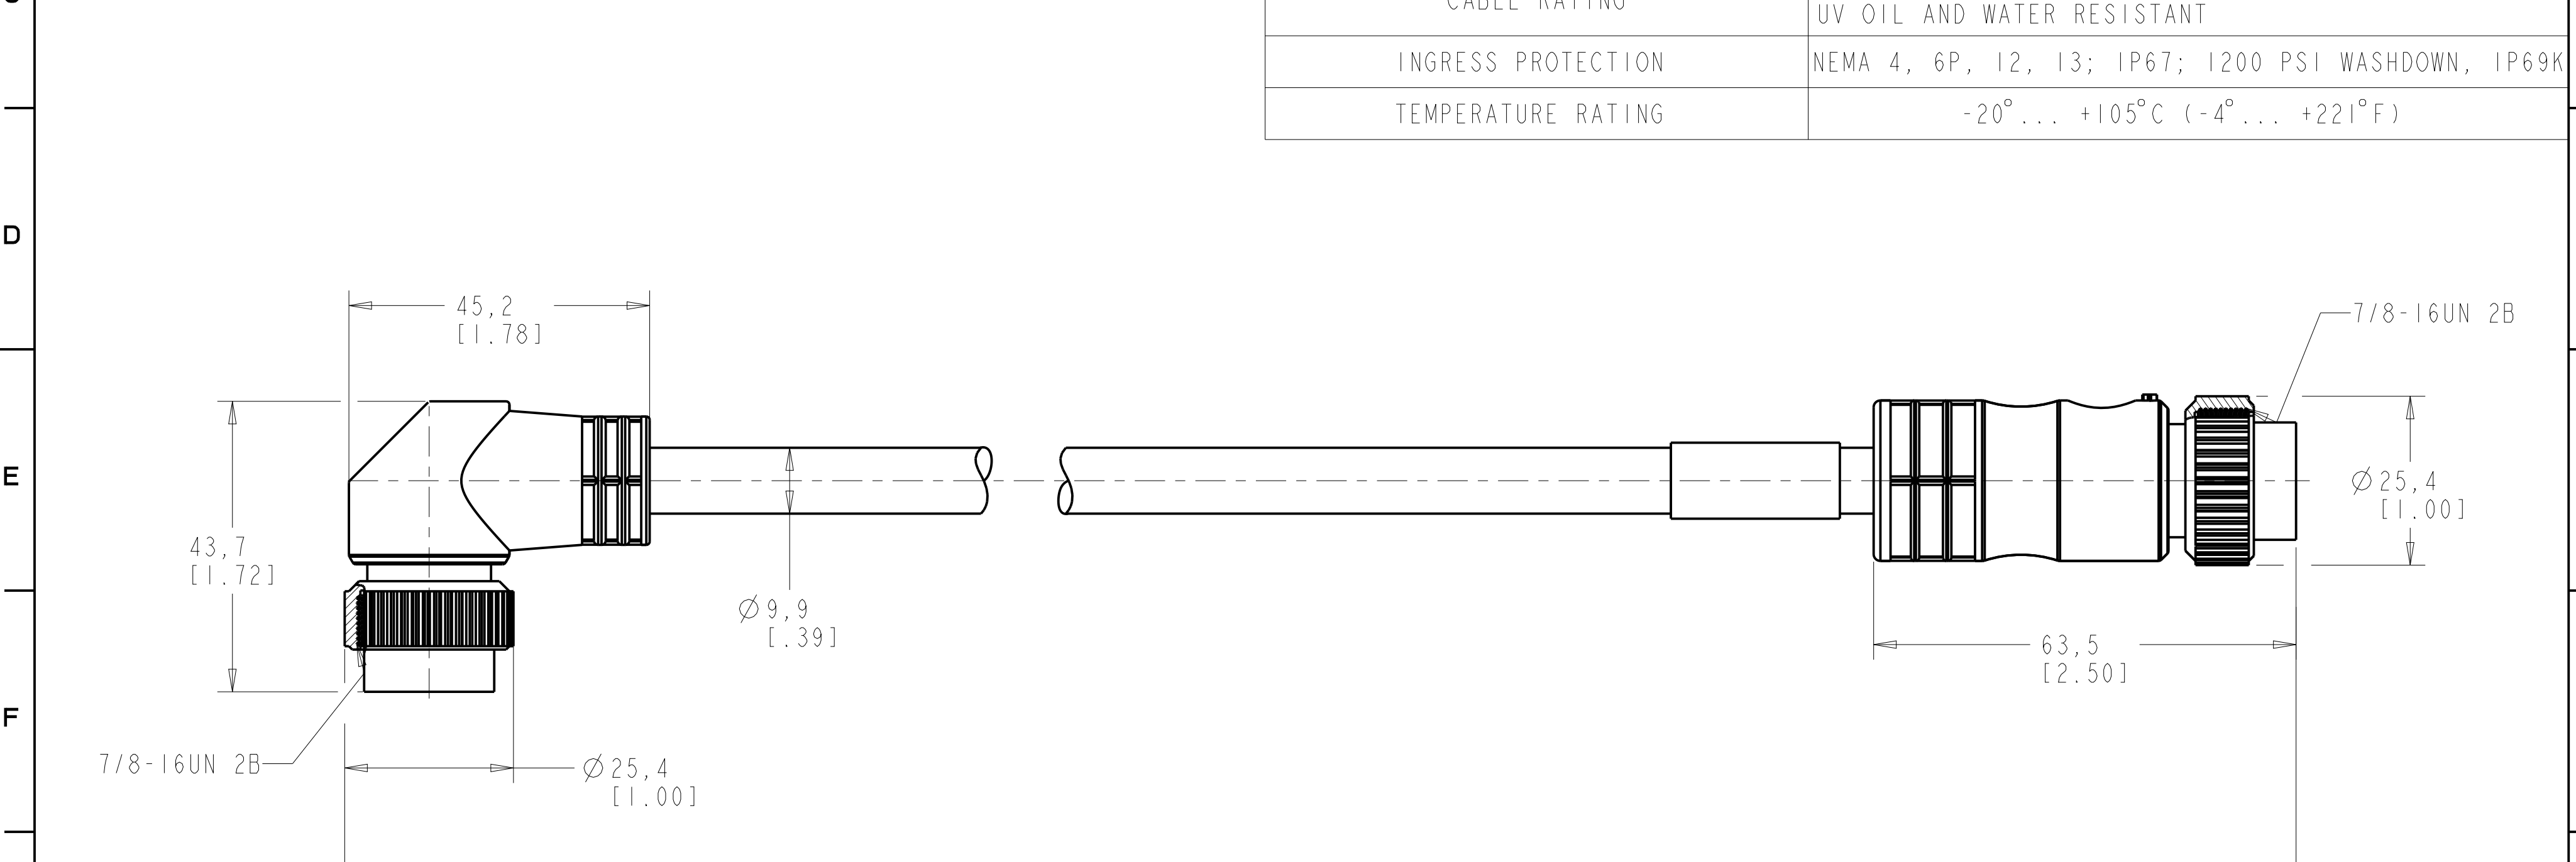 CABLE RATING
UV OIL AND WATER RESISTANT
INGRESS PROTECTION
NEMA 4, 6P, 12, 13; IP67; 1200 PSI WASHDOWN, IP69K
TEMPERATURE RATING
-20°... +105°C (-4°... +221°F)
D
45,2
[1.78]
7/8-16UN 2B
E
Ø25,4
[1.00]
43,7
[1.72]
Ø9,9
[.39]
63,5
[2.50]
F
7/8-16UN 2B
Ø25,4
[1.00]